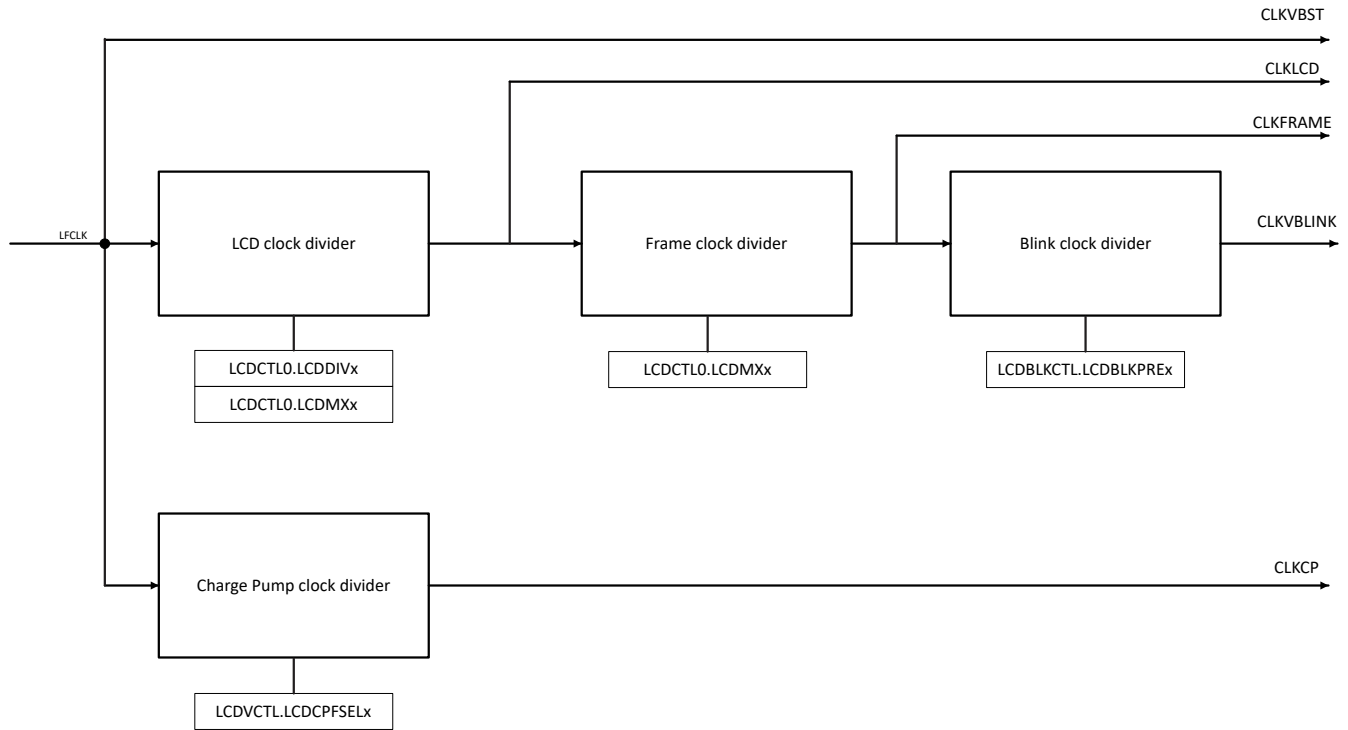 CLKVBST
CLKLCD
CLKFRAME
LFCLK
LCD clock divider
Frame clock divider
Blink clock divider
CLKVBLINK
LCDCTL0.LCDDIVx
LCDCTL0.LCDMXx
LCDCTL0.LCDMXx
LCDBLKCTL.LCDBLKPREx
Charge Pump clock divider
CLKCP
LCDVCTL.LCDCPFSELx